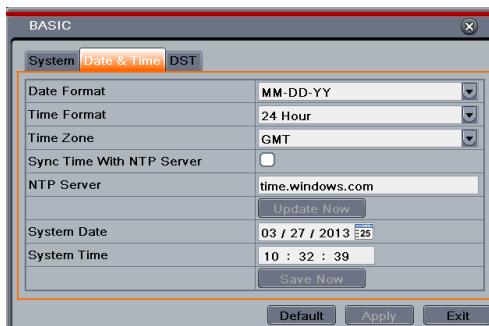 BASIC
System Date & Time DST
Date Format MM-DD-YY
Time Format 24 Hour
Time Zone GMT
Sync Time With NTP Server
NTP Server time.windows.com
Update Now
System Date 03 / 27 / 2013 25
System Time 10 : 32 : 39
Save Now
Default Apply Exit